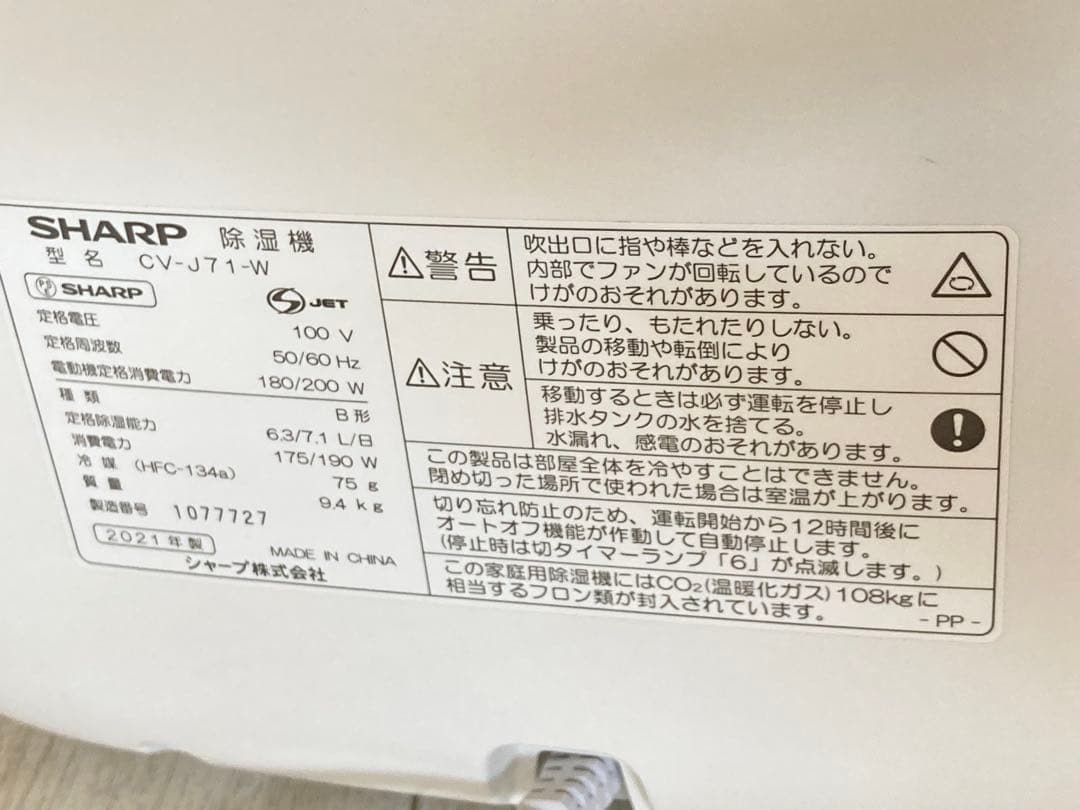 SHARP 除湿機
型名 CV-J71-W
PSE SHARP S JET
定格電圧 100 V
定格周波数 50/60 Hz
電動機定格消費電力 180/200 W
種類 B形
定格除湿能力 6.3/7.1 L/日
消費電力 175/190 W
冷媒 (HFC-134a) 75 g
質量 9.4 kg
製造番号 1077727
2021年製 MADE IN CHINA
シャープ株式会社
⚠警告
吹出口に指や棒などを入れない。
内部でファンが回転しているので
けがのおそれがあります。
⚠注意
乗ったり、もたれたりしない。
製品の移動や転倒により
けがのおそれがあります。
移動するときは必ず運転を停止し
排水タンクの水を捨てる。
水漏れ、感電のおそれがあります。
この製品は部屋全体を冷やすことはできません。
閉め切った場所で使われた場合は室温が上がります。
切り忘れ防止のため、運転開始から12時間後に
オートオフ機能が作動して自動停止します。
(停止時は切タイマーランプ「6」が点滅します。)
この家庭用除湿機にはCO₂(温暖化ガス)108kgに
相当するフロン類が封入されています。
-PP-